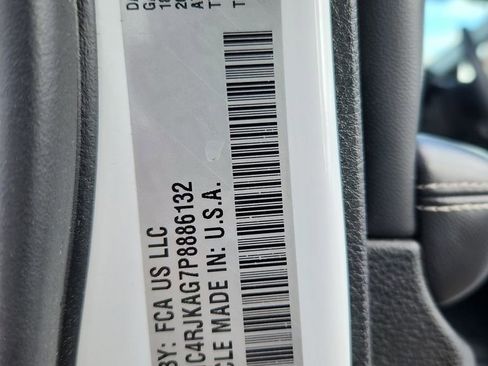 BY: FCA US LLC
C4RJKAG7P8886132
CLE MADE IN: U.S.A.